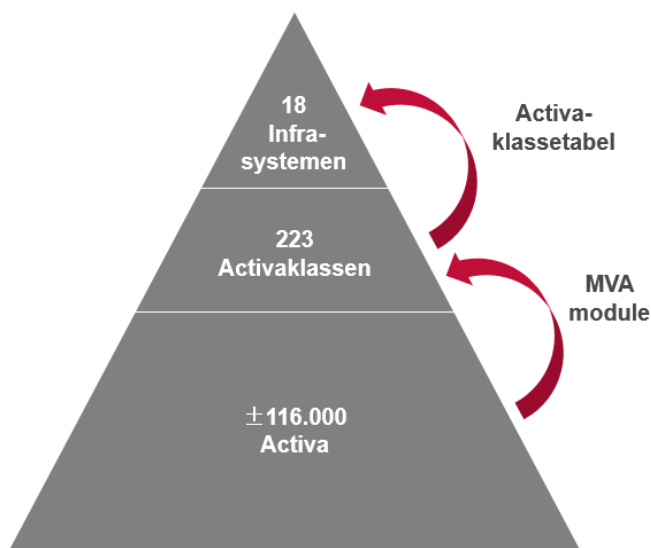 18
Infra-
systemen
Activa-
klassetabel
223
Activaklassen
MVA
module
±116.000
Activa